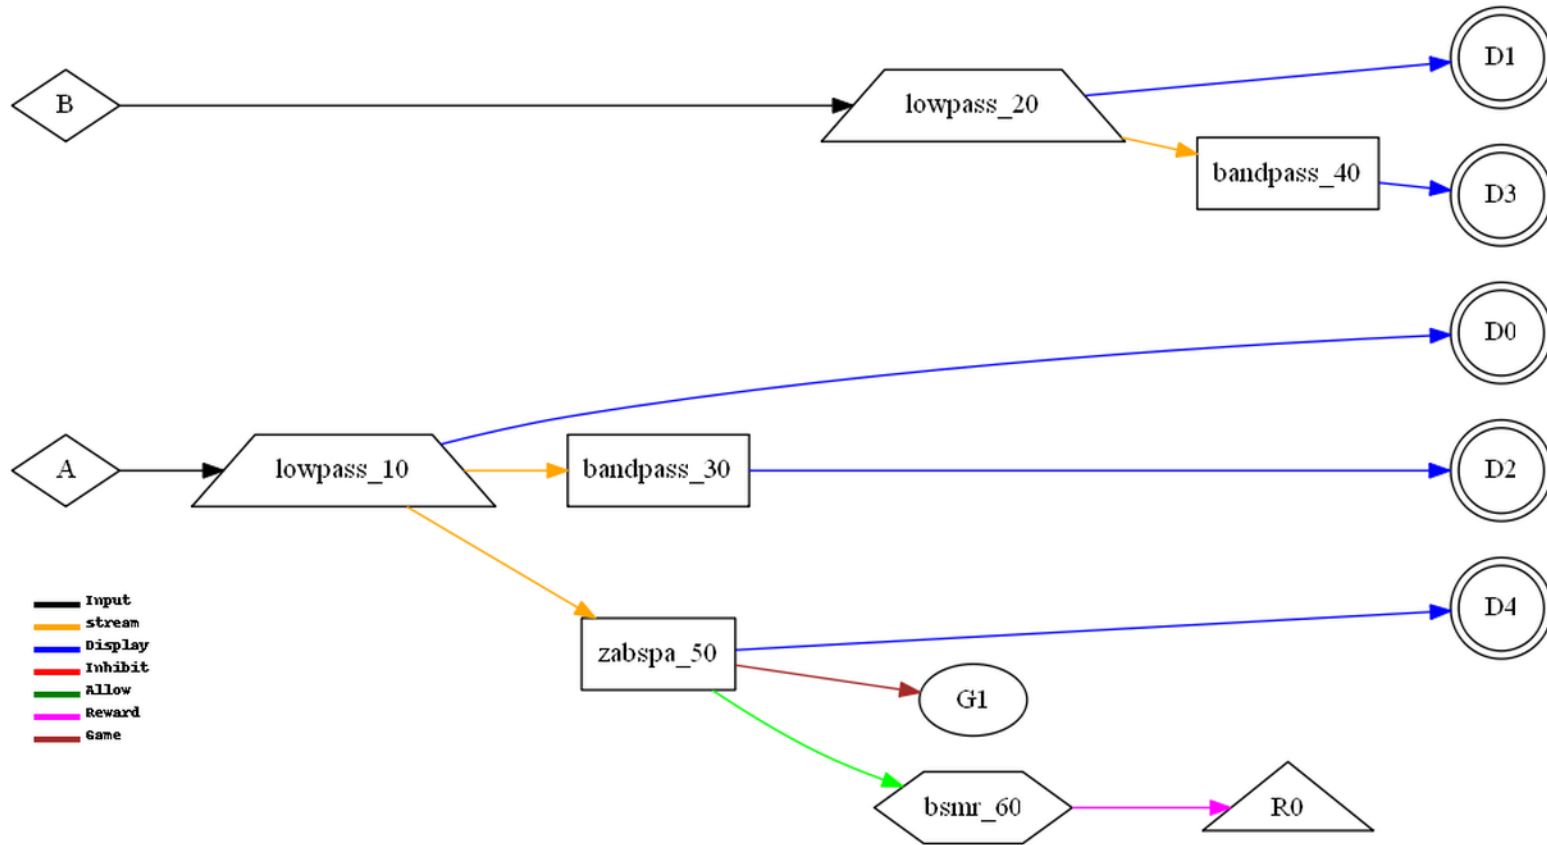 B
lowpass_20
D1
bandpass_40
D3
D0
A
lowpass_10
bandpass_30
D2
Input
stream
Display
Inhibit
Allow
Reward
Game
zabspa_50
D4
G1
bsmr_60
R0